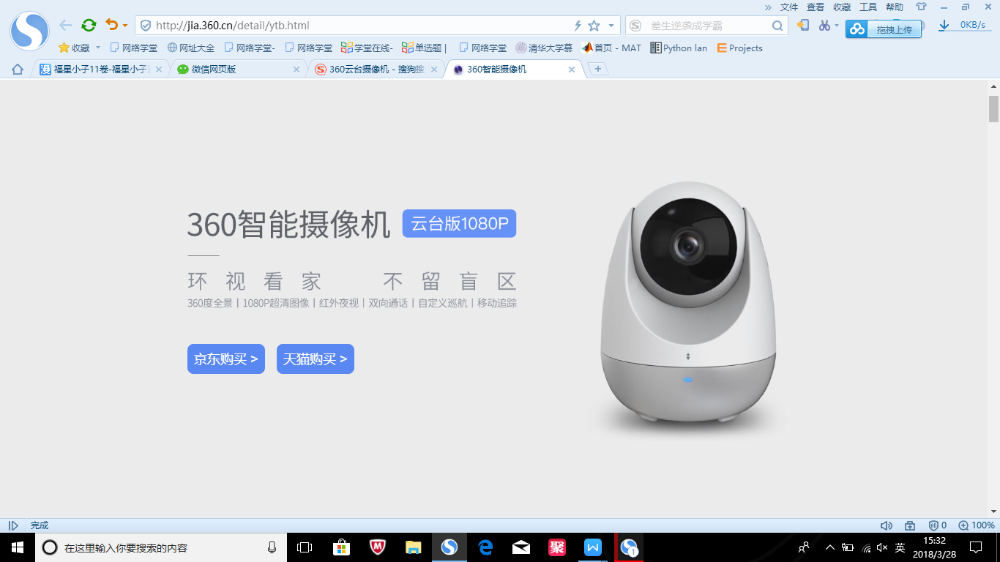 » 文件 查看 收藏 工具 帮助
http://jia.360.cn/detail/ytb.html
差生逆袭成学霸
拖拽上传
0KB/s
收藏 网络学堂 网址大全 网络学堂- 网络学堂 学堂在线- 单选题 | 网络学堂 清华大学慕 首页 - MAT Python lan Projects
福星小子11卷-福星小子 微信网页版 360云台摄像机 - 搜狗搜 360智能摄像机
360智能摄像机 云台版1080P
环视看家 不留盲区
360度全景 | 1080P超清图像 | 红外夜视 | 双向通话 | 自定义巡航 | 移动追踪
京东购买 > 天猫购买 >
完成
0
100%
在这里输入你要搜索的内容
聚
1
英
15:32
2018/3/28